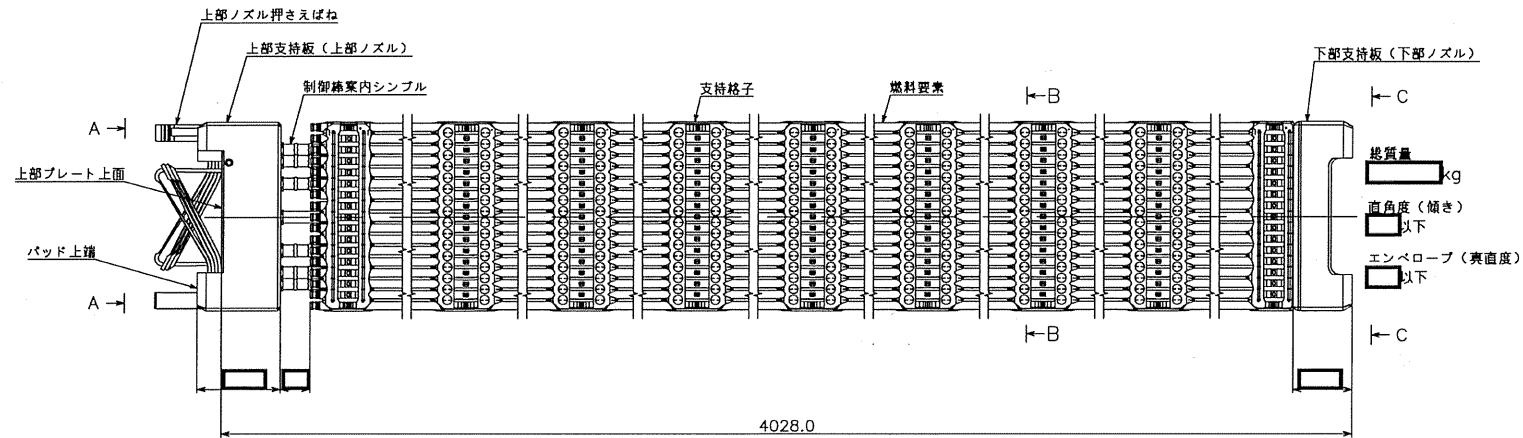 上部ノズル押さえばね
上部支持板（上部ノズル）
制御棒案内シンブル
支持格子
燃料要素
下部支持板（下部ノズル）
B
C
A
総質量
kg
上部プレート上面
直角度（傾き）
以下
パッド上端
エンベロープ（真直度）
以下
A
B
C
4028.0